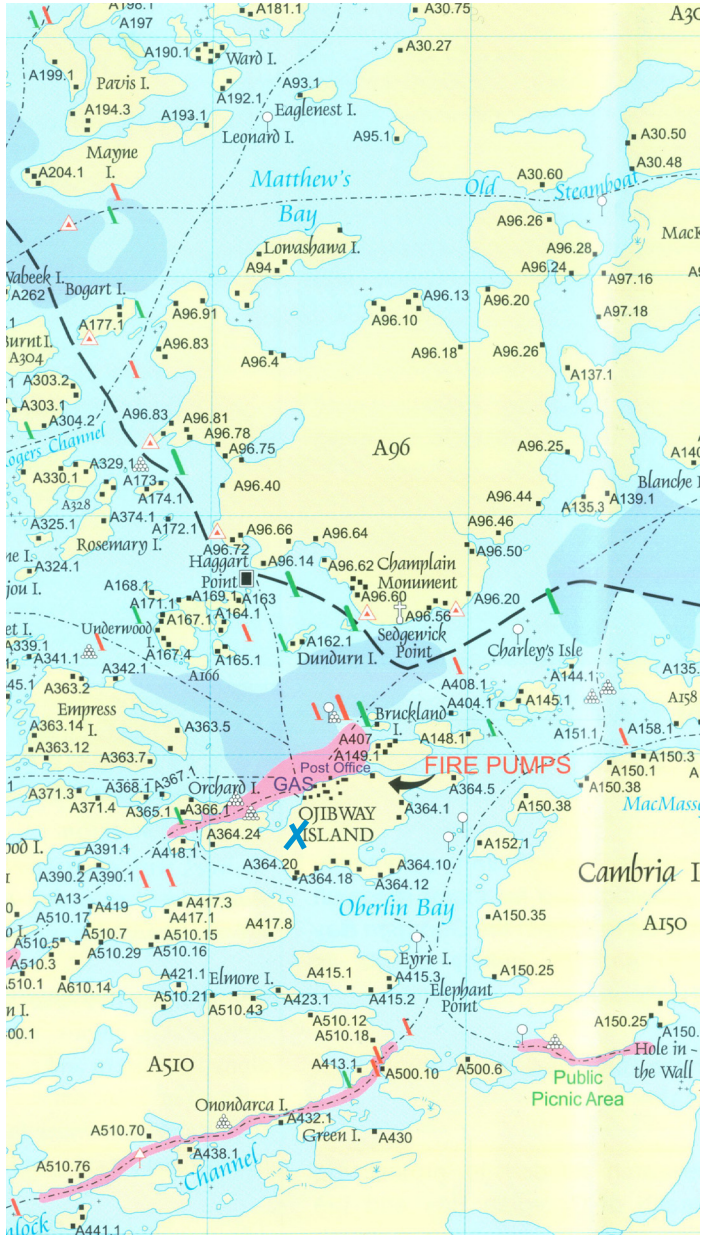 A198.1
A197
A181.1
A30.75
A30
A190.1
Ward I.
A30.27
A199.1
Pavis I.
A192.1
A93.1
Eaglenest I.
A194.3
A193.1
Leonard I.
A95.1
A30.50
Mayne
I.
A30.48
A204.1
Matthew's
Bay
Old
A30.60
Steamboat
A96.26
Lowashawa I.
A94
A96.28
A96.24
A97.16
Wabeek I.
A262
Bogart I.
A177.1
A96.91
A96.13
A96.10
A96.20
A97.18
Burnt I.
A304
A96.83
A96.4
A96.18
A96.26
A303.2
A137.1
A303.1
A304.2
A96.83
A96.81
A96.78
A96.75
Rogers Channel
A96
A96.25
A329.1
A330.1
A173
A174.1
A96.40
A328
A96.44
A135.3
A139.1
Blanche I
A325.1
A374.1
A172.1
Rosemary I.
A96.66
A96.64
A96.46
A96.72
A96.50
A324.1
Haggart
Point
A96.14
A96.62
Champlain
Monument
A168.1
A169.1
A163
A96.60
A96.56
A96.20
A171.1
A167.1
A164.1
Sedgewick
Point
Underwood
I.
A162.1
A339.1
A341.1
A167.4
A165.1
Dundurn I.
Charley's Isle
A342.1
A166
A408.1
A144.1
A363.2
A404.1
A145.1
A158
Empress
I.
A363.5
Bruckland
I.
A363.14
A407
A149.1
A148.1
A151.1
A158.1
A363.12
A363.7
Post Office
FIRE PUMPS
A150.3
A150.1
A367.1
Orchard I.
GAS
A364.5
A150.38
A371.3
A368.1
A371.4
A365.1
A366.1
A364.1
A150.38
MacMasse
OJIBWAY
ISLAND
A364.24
A152.1
A391.1
A418.1
A364.20
A364.18
A364.10
A364.12
A390.2
A390.1
Cambria I
A13
A419
A417.3
A417.1
Oberlin Bay
A150.35
A150
A510.17
A510.7
A417.8
A510.5
A510.15
A510.29
A510.16
A510.3
Eyrie I.
A510.1
A610.14
A421.1
Elmore I.
A415.1
A415.3
A150.25
A510.21
A510.43
A423.1
A415.2
Elephant
Point
A510.12
A510.18
A150.25
A150.
A510
A413.1
A500.10
A500.6
Hole in
the Wall
Public
Picnic Area
Onondarca I.
A432.1
A510.70
Green I.
A430
A438.1
A510.76
Channel
A441.1